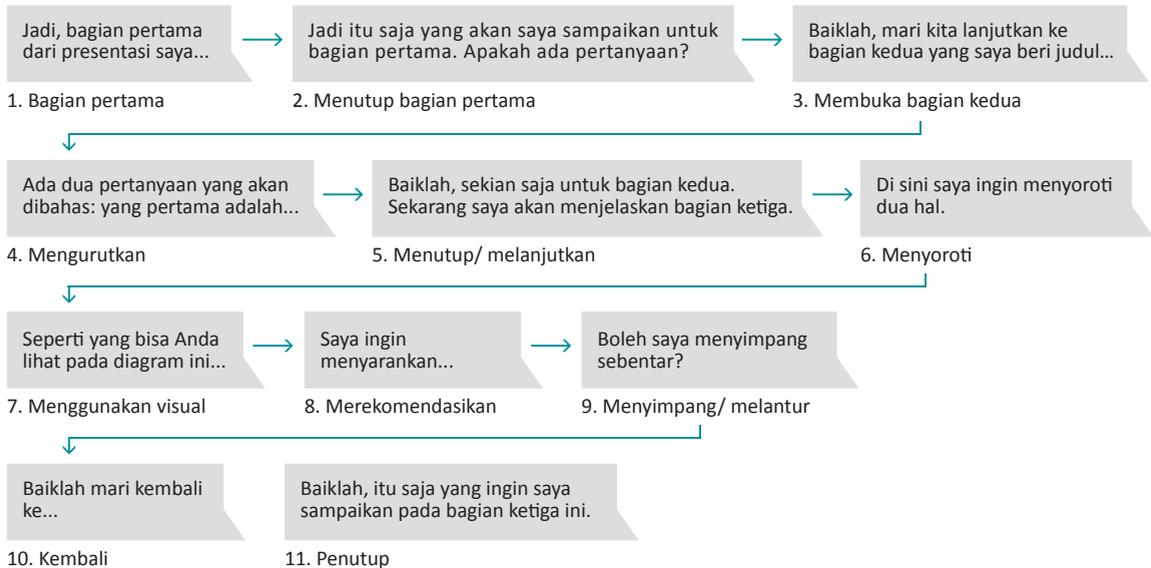 Jadi, bagian pertama
dari presentasi saya...
1. Bagian pertama
Jadi itu saja yang akan saya sampaikan untuk
bagian pertama. Apakah ada pertanyaan?
2. Menutup bagian pertama
Baiklah, mari kita lanjutkan ke
bagian kedua yang saya beri judul...
3. Membuka bagian kedua
Ada dua pertanyaan yang akan
dibahas: yang pertama adalah...
4. Mengurutkan
Baiklah, sekian saja untuk bagian kedua.
Sekarang saya akan menjelaskan bagian ketiga.
5. Menutup/ melanjutkan
Di sini saya ingin menyoroti
dua hal.
6. Menyoroti
Seperti yang bisa Anda
lihat pada diagram ini...
7. Menggunakan visual
Saya ingin
menyarankan...
8. Merekomendasikan
Boleh saya menyimpang
sebentar?
9. Menyimpang/ melantur
Baiklah mari kembali
ke...
10. Kembali
Baiklah, itu saja yang ingin saya
sampaikan pada bagian ketiga ini.
11. Penutup